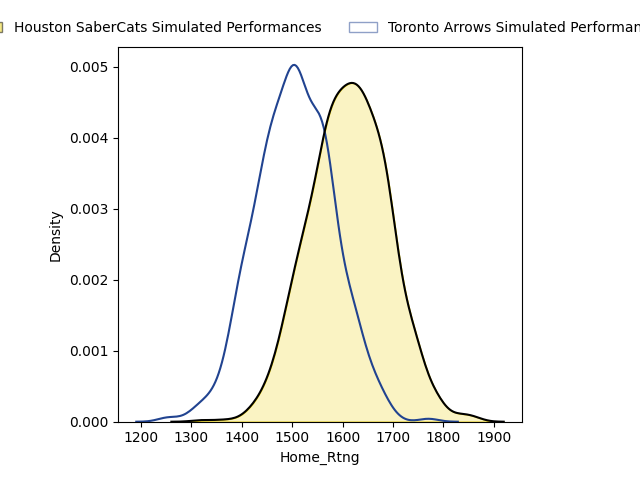 Houston SaberCats Simulated Performances
Toronto Arrows Simulated
0.005
0.004
0.003
0.002
0.001
0.000
Density
1200 1300 1400 1500 1600 1700 1800 1900
Home_Rtng